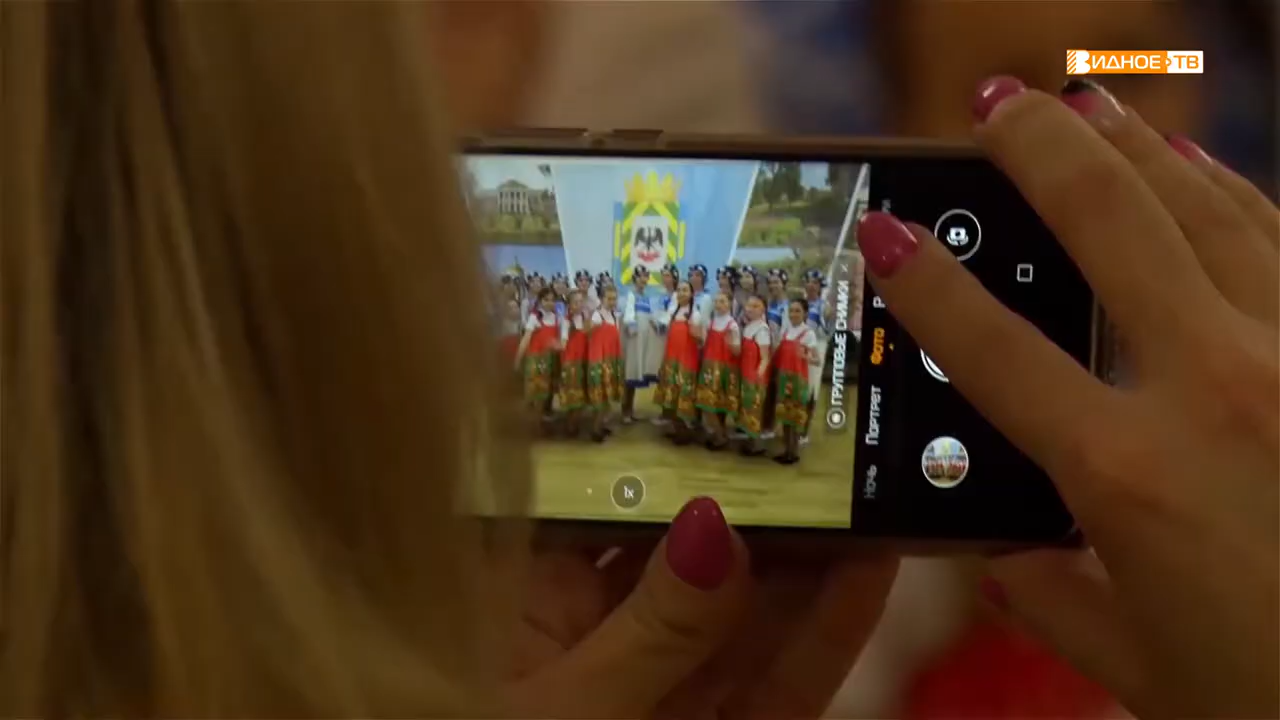 ВИДНОЕ ТВ
ГРУППОВЫЕ СНИМКИ
Ночь
Портрет
Фото
1x